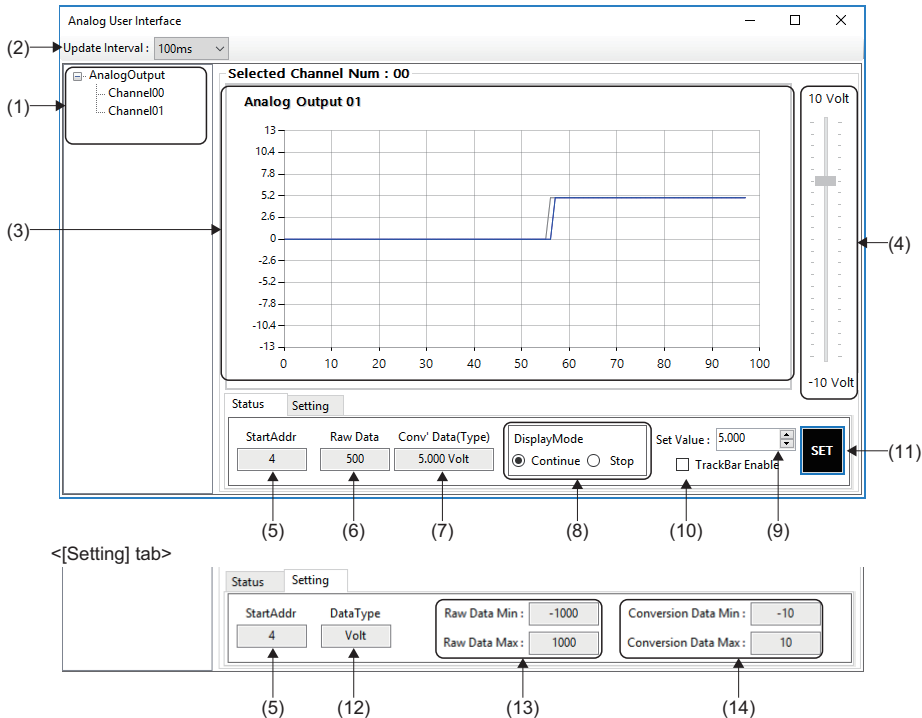 Analog User Interface
(2)
Update Interval :
100ms
(1)
AnalogOutput
Channel00
Channel01
Selected Channel Num : 00
Analog Output 01
13
10.4
7.8
5.2
2.6
0
-2.6
-5.2
-7.8
-10.4
-13
0 10 20 30 40 50 60 70 80 90 100
(3)
10 Volt
-10 Volt
(4)
Status Setting
StartAddr Raw Data Conv' Data(Type)
4 500 5.000 Volt
DisplayMode
Continue Stop
Set Value : 5.000
TrackBar Enable
SET
(11)
(5) (6) (7) (8) (10) (9)
<[Setting] tab>
Status Setting
StartAddr DataType
4 Volt
Raw Data Min : -1000
Raw Data Max : 1000
Conversion Data Min : -10
Conversion Data Max : 10
(5) (12) (13) (14)